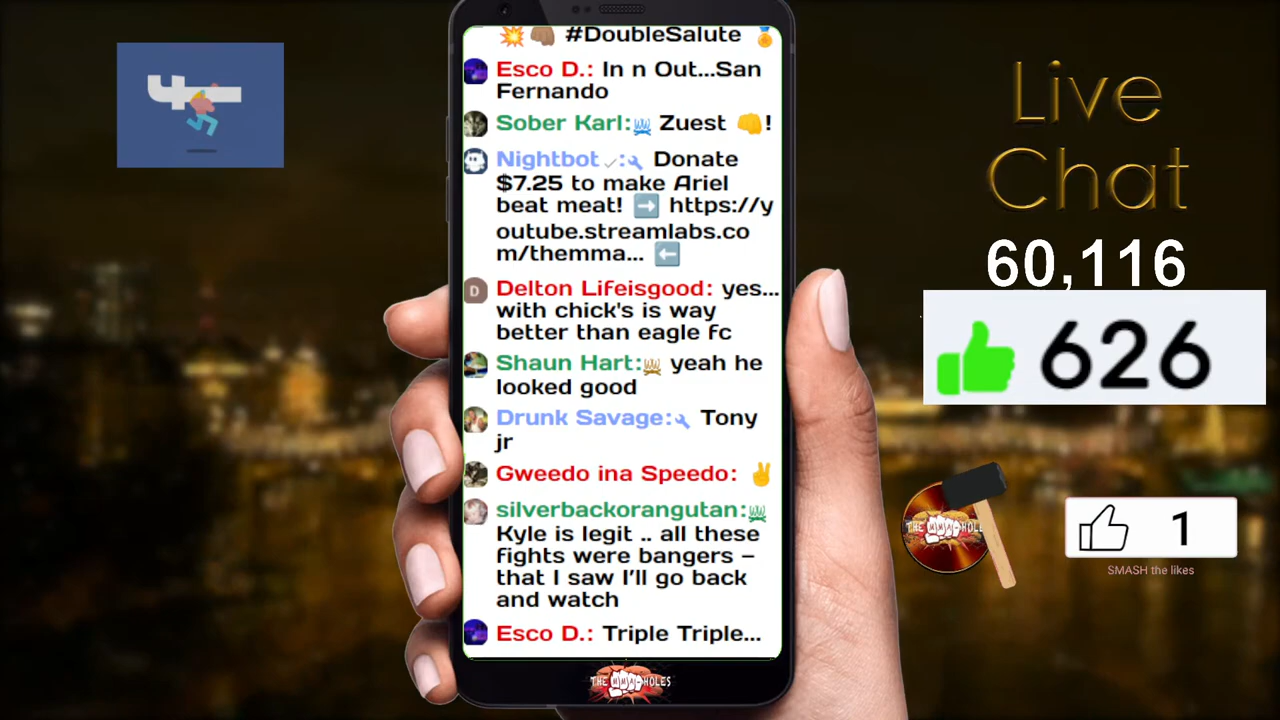 💥👊🏽 #DoubleSalute 🏅
Esco D.: In n Out...San
Fernando
Sober Karl: Zuest 👊!
Nightbot ✓: Donate
$7.25 to make Ariel
beat meat! ➡️ https://y
outube.streamlabs.co
m/themma... ⬅️
D
Delton Lifeisgood: yes...
with chick's is way
better than eagle fc
Shaun Hart: yeah he
looked good
Drunk Savage: Tony
jr
Gweedo ina Speedo: ✌️
silverbackorangutan:
Kyle is legit .. all these
fights were bangers –
that I saw I'll go back
and watch
Esco D.: Triple Triple...
THE MMA-HOLES
Live
Chat
60,116
626
THE MMA HOL
1
SMASH the likes